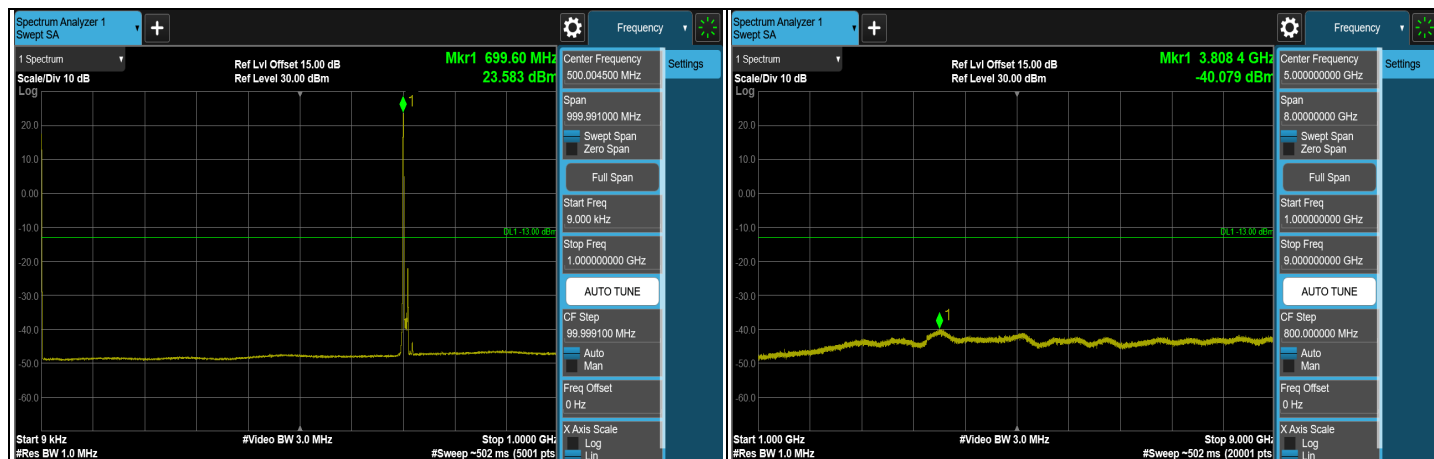 Spectrum Analyzer 1
Swept SA
+
Frequency
1 Spectrum
Scale/Div 10 dB
Log
Ref Lvl Offset 15.00 dB
Ref Level 30.00 dBm
Mkr1 699.60 MHz
23.583 dBm
1
20.0
10.0
0.00
-10.0
-20.0
-30.0
-40.0
-50.0
-60.0
DL1 -13.00 dBm
Start 9 kHz
#Res BW 1.0 MHz
#Video BW 3.0 MHz
Stop 1.0000 GHz
#Sweep ~502 ms (5001 pts)
Center Frequency
500.004500 MHz
Span
999.991000 MHz
Swept Span
Zero Span
Full Span
Start Freq
9.000 kHz
Stop Freq
1.000000000 GHz
AUTO TUNE
CF Step
99.999100 MHz
Auto
Man
Freq Offset
0 Hz
X Axis Scale
Log
Lin
Settings
Spectrum Analyzer 1
Swept SA
+
Frequency
1 Spectrum
Scale/Div 10 dB
Log
Ref Lvl Offset 15.00 dB
Ref Level 30.00 dBm
Mkr1 3.808 4 GHz
-40.079 dBm
1
20.0
10.0
0.00
-10.0
-20.0
-30.0
-40.0
-50.0
-60.0
DL1 -13.00 dBm
Start 1.000 GHz
#Res BW 1.0 MHz
#Video BW 3.0 MHz
Stop 9.000 GHz
#Sweep ~502 ms (20001 pts)
Center Frequency
5.000000000 GHz
Span
8.00000000 GHz
Swept Span
Zero Span
Full Span
Start Freq
1.000000000 GHz
Stop Freq
9.000000000 GHz
AUTO TUNE
CF Step
800.000000 MHz
Auto
Man
Freq Offset
0 Hz
X Axis Scale
Log
Lin
Settings